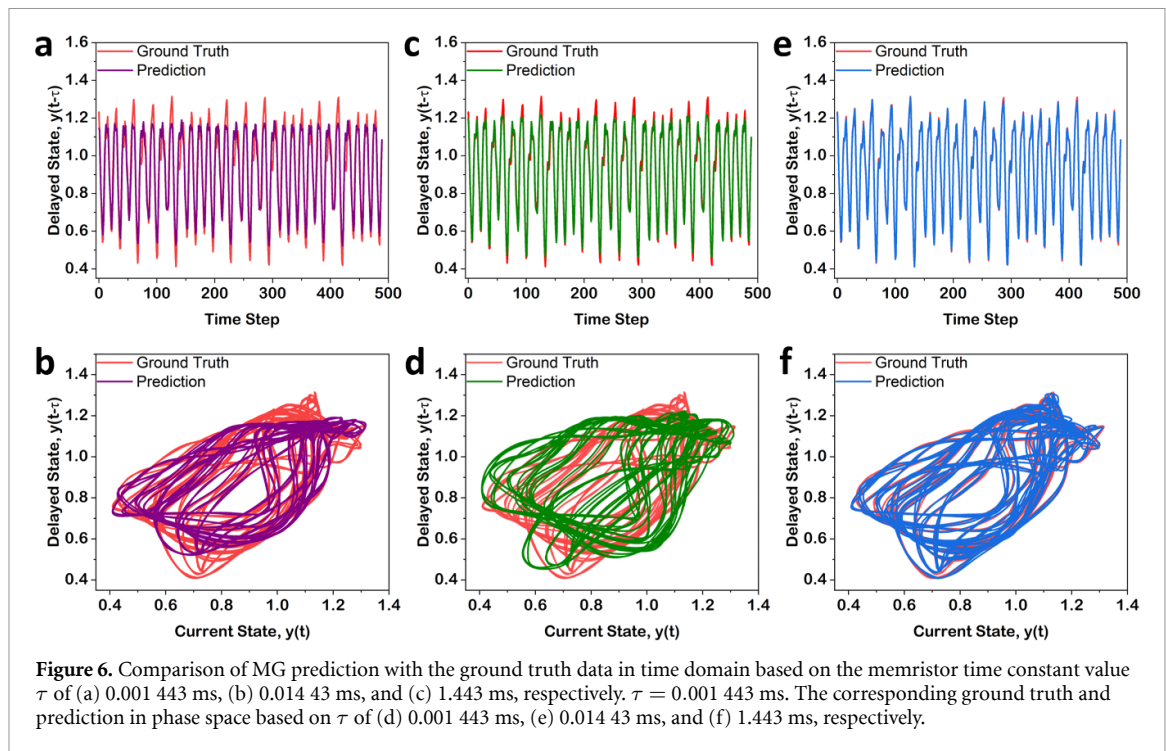 a
Ground Truth
Prediction
Delayed State, y(t-τ)
1.6
1.4
1.2
1.0
0.8
0.6
0.4
0 100 200 300 400 500
Time Step
c
Ground Truth
Prediction
Delayed State, y(t-τ)
1.6
1.4
1.2
1.0
0.8
0.6
0.4
0 100 200 300 400 500
Time Step
e
Ground Truth
Prediction
Delayed State, y(t-τ)
1.6
1.4
1.2
1.0
0.8
0.6
0.4
0 100 200 300 400 500
Time Step
b
Ground Truth
Prediction
Delayed State, y(t-τ)
1.4
1.2
1.0
0.8
0.6
0.4
0.4 0.6 0.8 1.0 1.2 1.4
Current State, y(t)
d
Ground Truth
Prediction
Delayed State, y(t-τ)
1.4
1.2
1.0
0.8
0.6
0.4
0.4 0.6 0.8 1.0 1.2 1.4
Current State, y(t)
f
Ground Truth
Prediction
Delayed State, y(t-τ)
1.4
1.2
1.0
0.8
0.6
0.4
0.4 0.6 0.8 1.0 1.2 1.4
Current State, y(t)
Figure 6. Comparison of MG prediction with the ground truth data in time domain based on the memristor time constant value
τ of (a) 0.001 443 ms, (b) 0.014 43 ms, and (c) 1.443 ms, respectively. τ = 0.001 443 ms. The corresponding ground truth and
prediction in phase space based on τ of (d) 0.001 443 ms, (e) 0.014 43 ms, and (f) 1.443 ms, respectively.